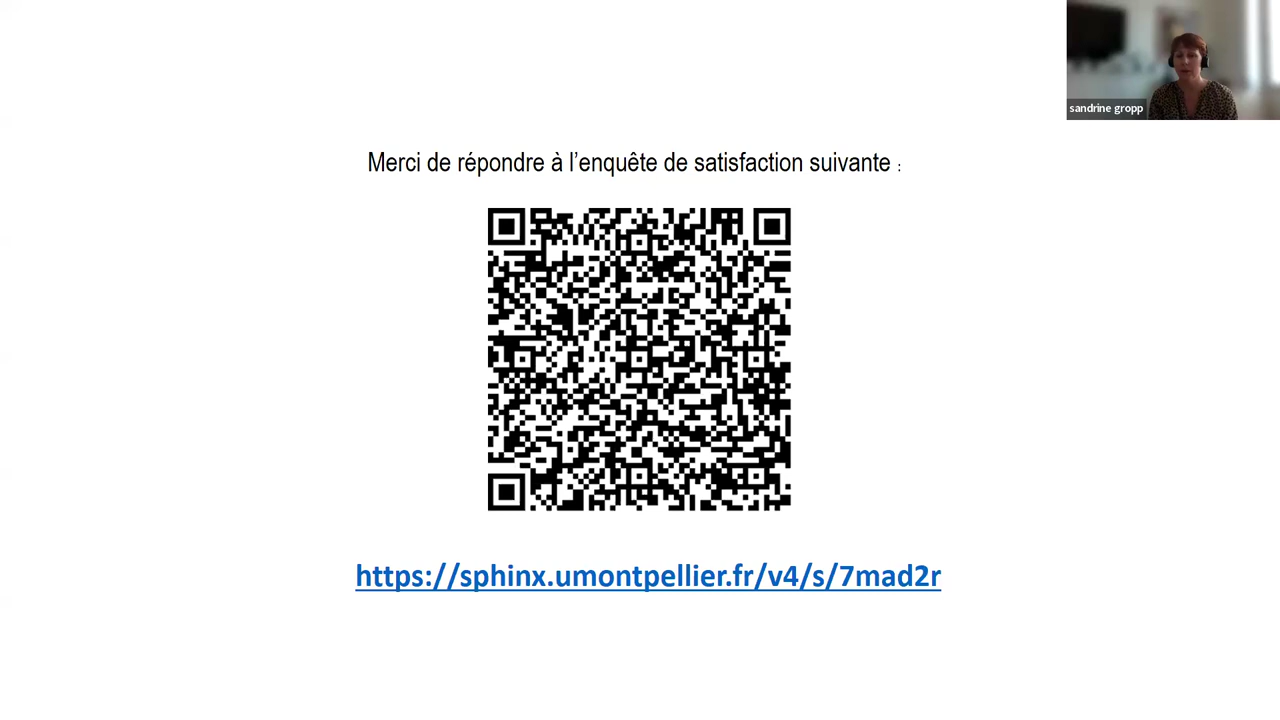 sandrine gropp
Merci de répondre à l’enquête de satisfaction suivante :
https://sphinx.umontpellier.fr/v4/s/7mad2r